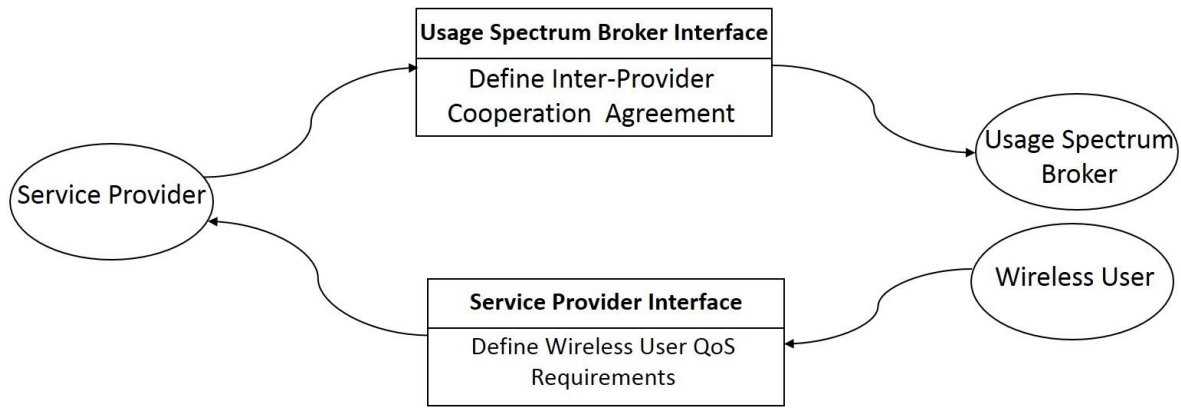 Usage Spectrum Broker Interface
Define Inter-Provider
Cooperation Agreement
Usage Spectrum
Broker
Service Provider
Wireless User
Service Provider Interface
Define Wireless User QoS
Requirements